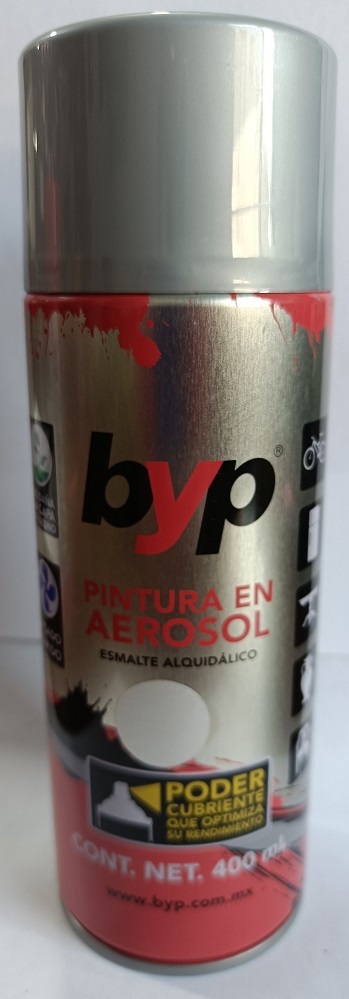 byp®
PINTURA EN
AEROSOL
ESMALTE ALQUIDÁLICO
PODER
CUBRIENTE
QUE OPTIMIZA
SU RENDIMIENTO
CONT. NET. 400 mL
www.byp.com.mx